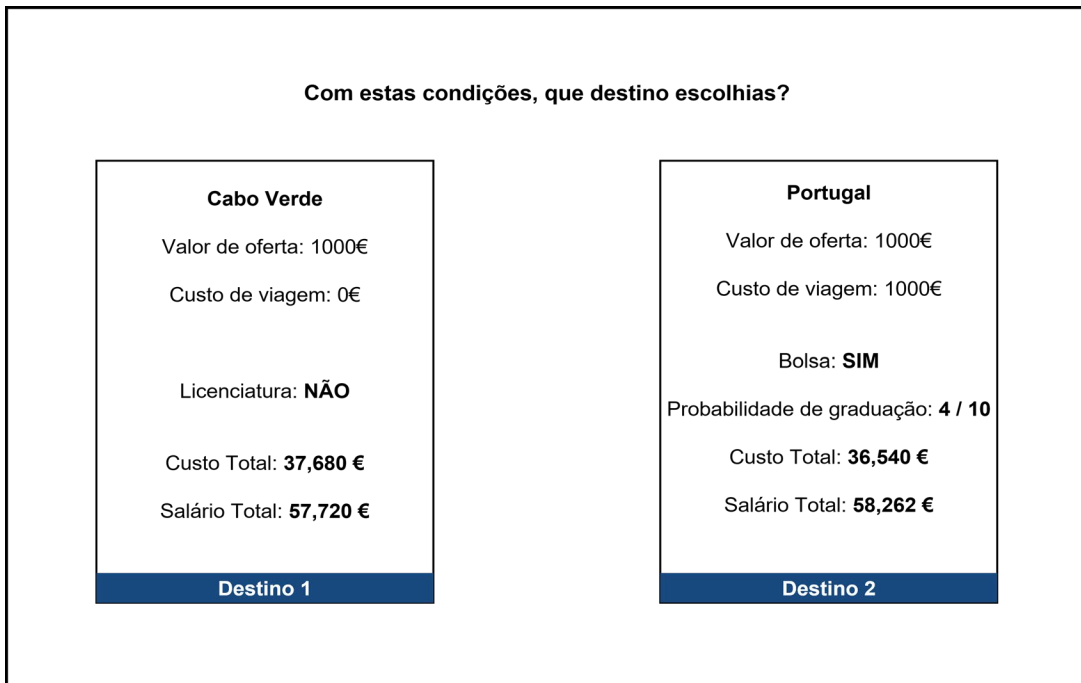 Com estas condições, que destino escolhias?
Cabo Verde
Valor de oferta: 1000€
Custo de viagem: 0€
Licenciatura: NÃO
Custo Total: 37,680 €
Salário Total: 57,720 €
Destino 1
Portugal
Valor de oferta: 1000€
Custo de viagem: 1000€
Bolsa: SIM
Probabilidade de graduação: 4 / 10
Custo Total: 36,540 €
Salário Total: 58,262 €
Destino 2